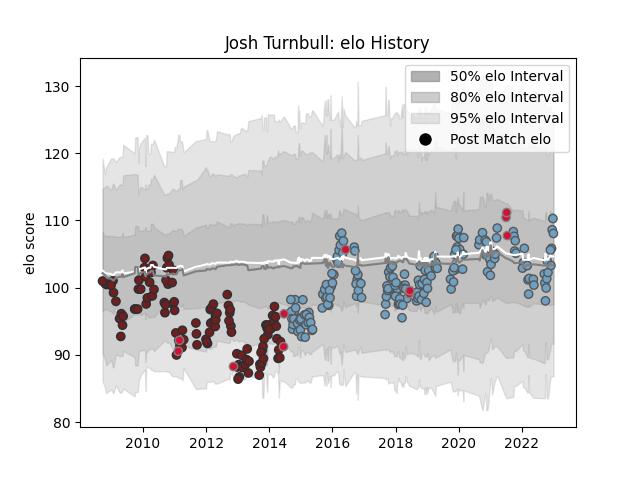 Josh Turnbull: elo History
50% elo Interval
80% elo Interval
95% elo Interval
Post Match elo
elo score
130
120
110
100
90
80
2010 2012 2014 2016 2018 2020 2022